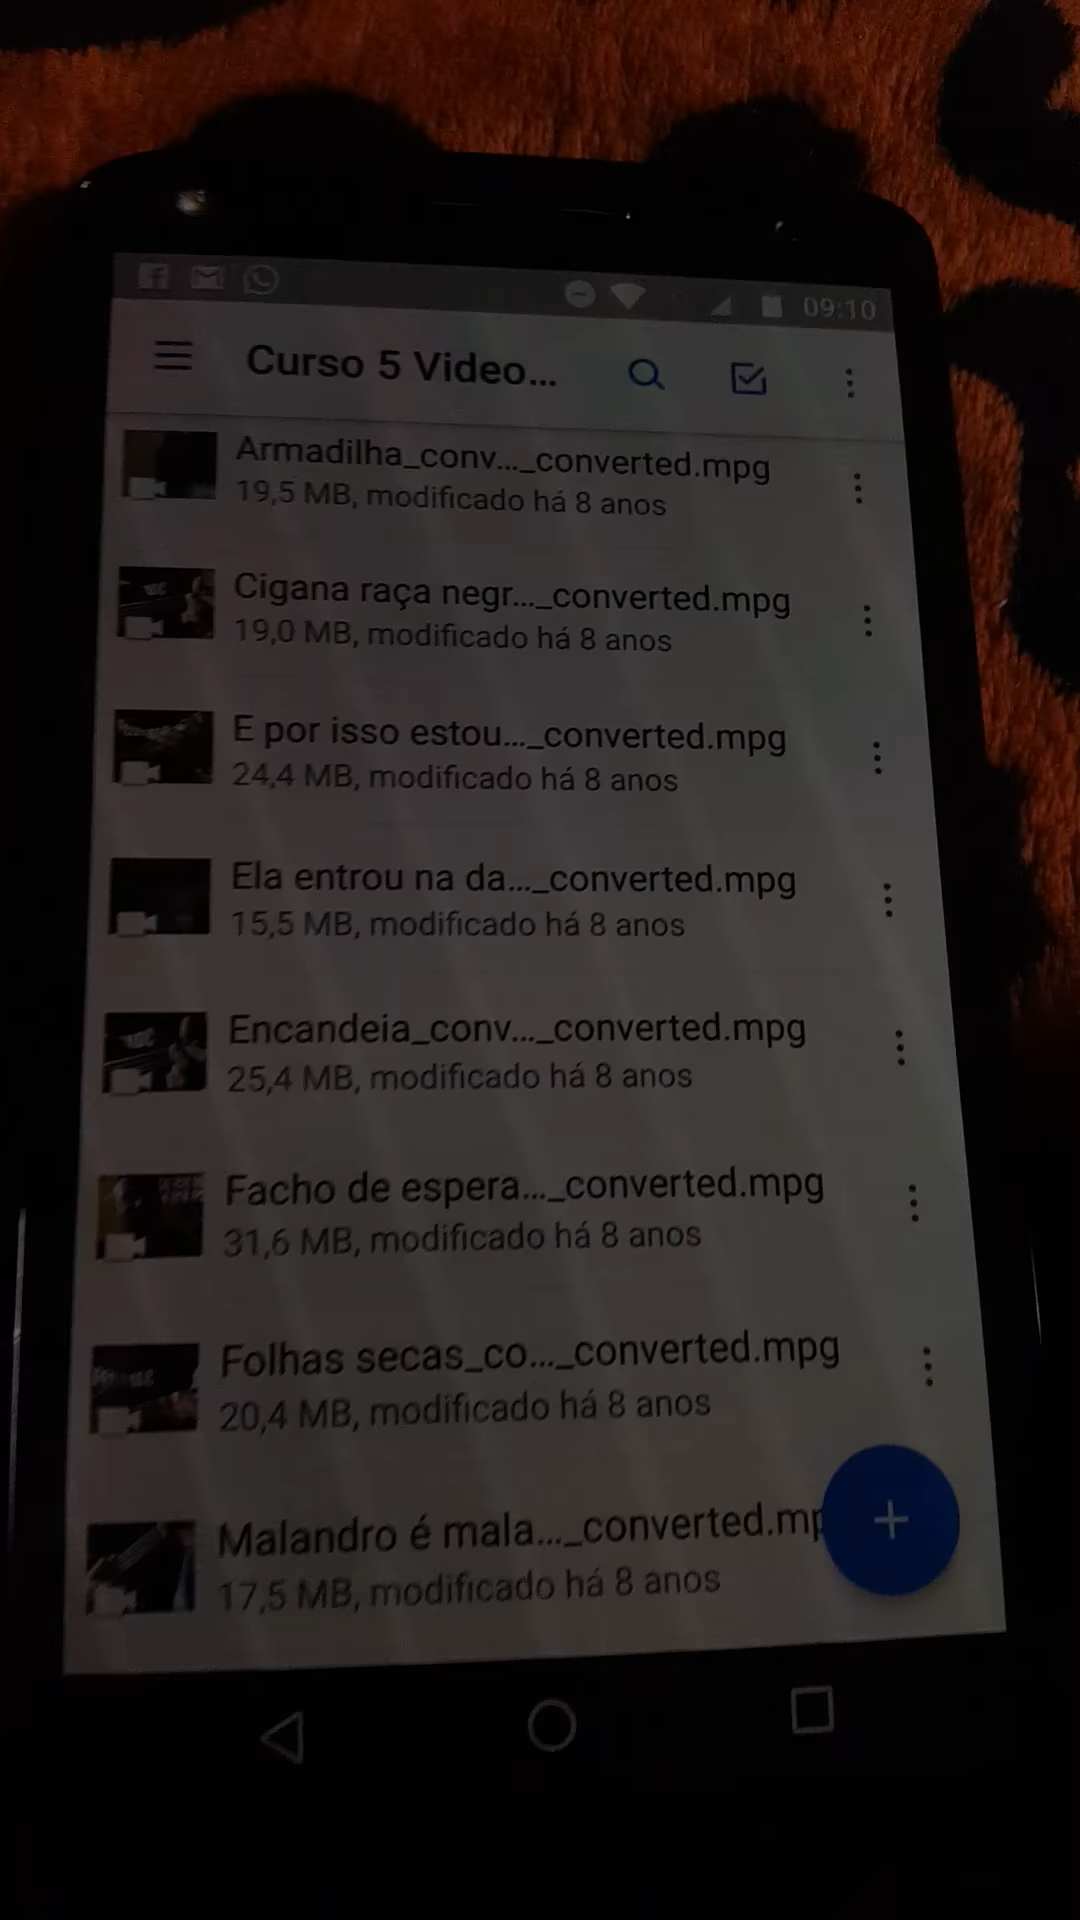 09:10
Curso 5 Video...
Armadilha_conv..._converted.mpg
19,5 MB, modificado há 8 anos
Cigana raça negr..._converted.mpg
19,0 MB, modificado há 8 anos
E por isso estou..._converted.mpg
24,4 MB, modificado há 8 anos
Ela entrou na da..._converted.mpg
15,5 MB, modificado há 8 anos
Encandeia_conv..._converted.mpg
25,4 MB, modificado há 8 anos
Facho de espera..._converted.mpg
31,6 MB, modificado há 8 anos
Folhas secas_co..._converted.mpg
20,4 MB, modificado há 8 anos
Malandro é mala..._converted.mp
17,5 MB, modificado há 8 anos